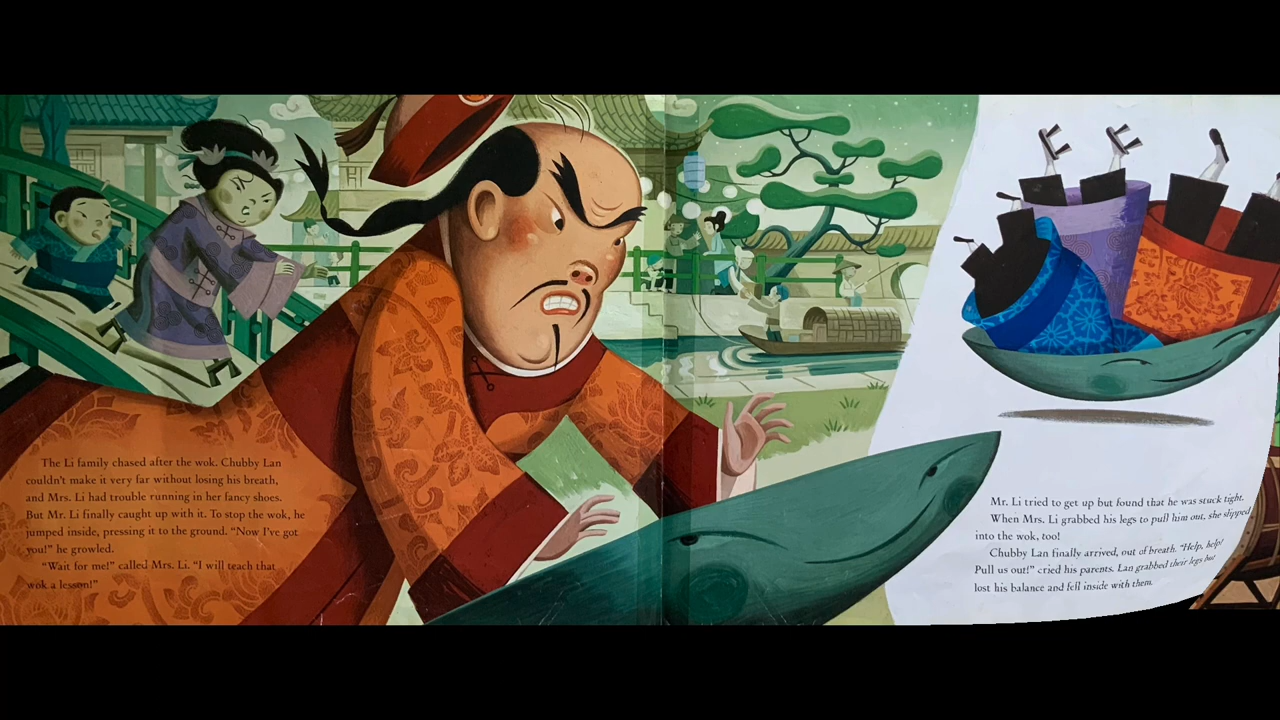 The Li family chased after the wok. Chubby Lan
couldn't make it very far without losing his breath,
and Mrs. Li had trouble running in her fancy shoes.
But Mr. Li finally caught up with it. To stop the wok, he
jumped inside, pressing it to the ground. “Now I've got
you!” he growled.
“Wait for me!” called Mrs. Li. “I will teach that
wok a lesson!”
Mr. Li tried to get up but found that he was stuck tight.
When Mrs. Li grabbed his legs to pull him out, she slipped
into the wok, too!
Chubby Lan finally arrived, out of breath. “Help, help!
Pull us out!” cried his parents. Lan grabbed their legs but
lost his balance and fell inside with them.